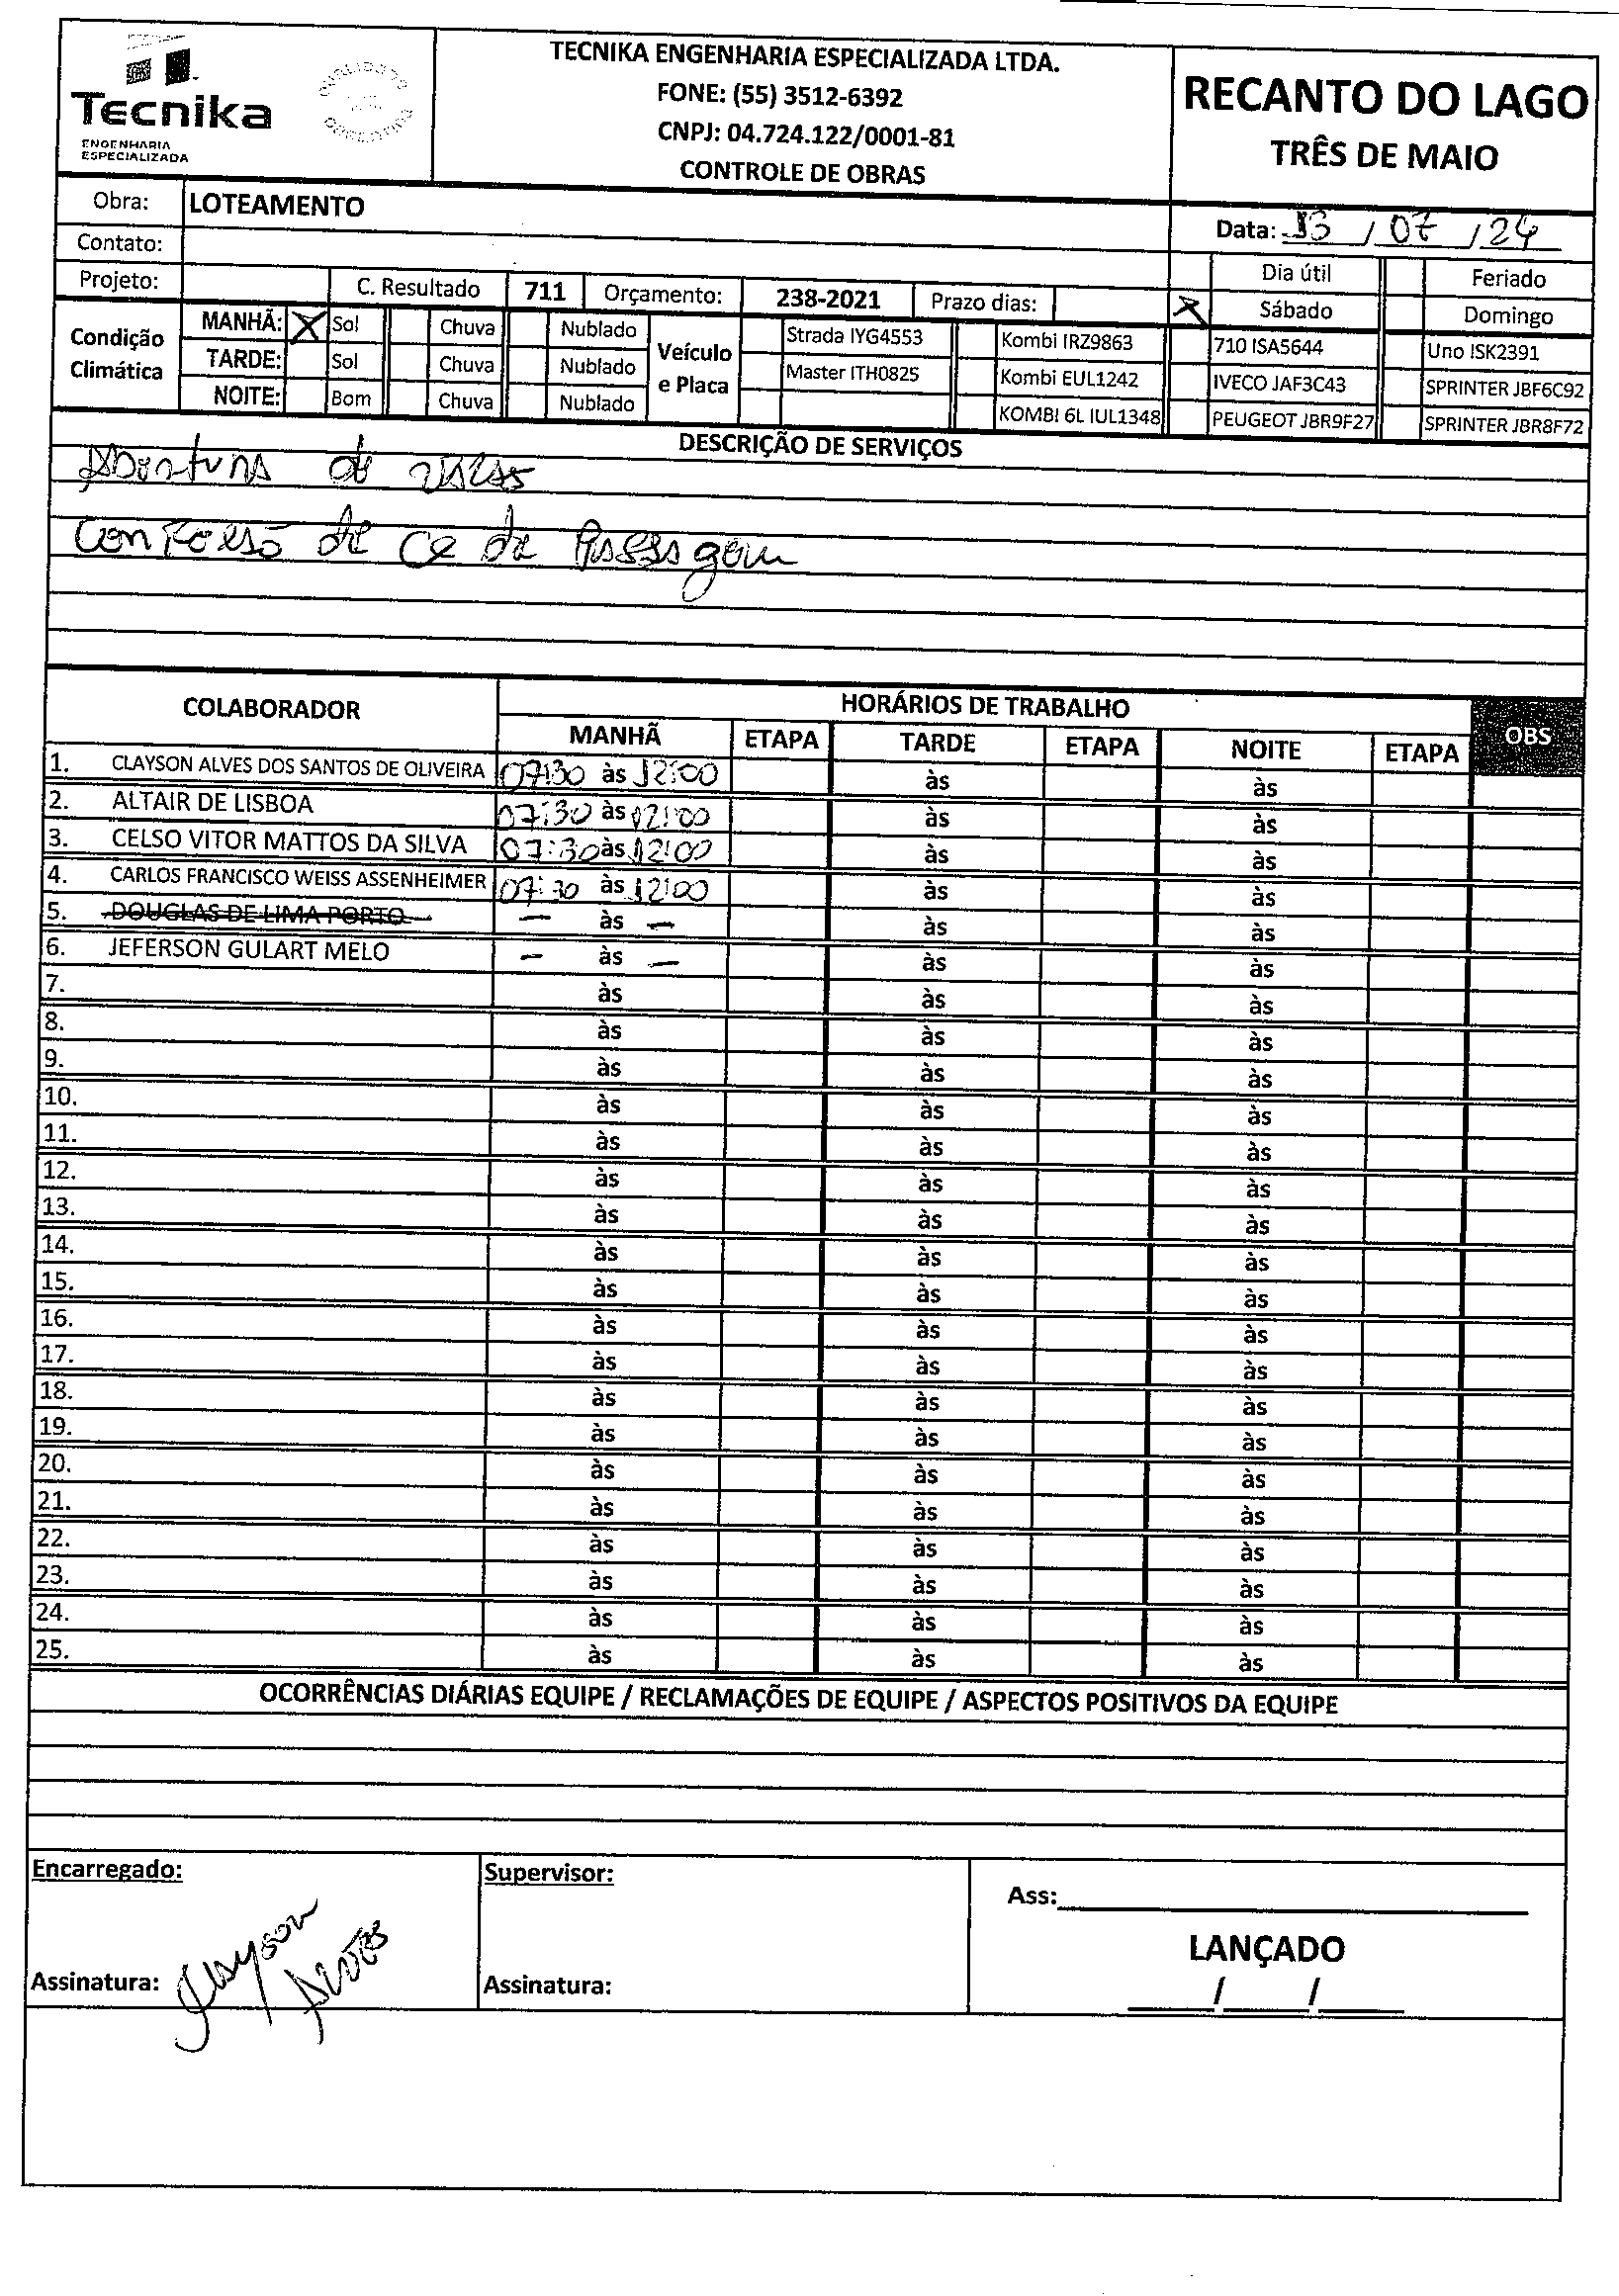 Tecnika
ENGENHARIA
ESPECIALIZADA
TECNIKA ENGENHARIA ESPECIALIZADA LTDA.
FONE: (55) 3512-6392
CNPJ: 04.724.122/0001-81
CONTROLE DE OBRAS
RECANTO DO LAGO
TRÊS DE MAIO
Obra: LOTEAMENTO
Data: 13 / 07 / 24
Contato:
Projeto: C. Resultado 711 Orçamento: 238-2021 Prazo dias:
Dia útil Feriado
X Sábado Domingo
Condição Climática
MANHÃ: X Sol Chuva Nublado
TARDE: Sol Chuva Nublado
NOITE: Bom Chuva Nublado
Veículo e Placa
Strada IYG4553 Kombi IRZ9863 710 ISA5644 Uno ISK2391
Master ITH0825 Kombi EUL1242 IVECO JAF3C43 SPRINTER JBF6C92
KOMBI 6L IUL1348 PEUGEOT JBR9F27 SPRINTER JBR8F72
DESCRIÇÃO DE SERVIÇOS
de
de de Passagem
COLABORADOR HORÁRIOS DE TRABALHO OBS
MANHÃ ETAPA TARDE ETAPA NOITE ETAPA
1. CLAYSON ALVES DOS SANTOS DE OLIVEIRA 07:30 às 12:00 às às
2. ALTAIR DE LISBOA 07:30 às 12:00 às às
3. CELSO VITOR MATTOS DA SILVA 07:30 às 12:00 às às
4. CARLOS FRANCISCO WEISS ASSENHEIMER 07:30 às 12:00 às às
5. DOUGLAS DE LIMA PORTO — às — às às
6. JEFERSON GULART MELO — às — às às
7. às às às
8. às às às
9. às às às
10. às às às
11. às às às
12. às às às
13. às às às
14. às às às
15. às às às
16. às às às
17. às às às
18. às às às
19. às às às
20. às às às
21. às às às
22. às às às
23. às às às
24. às às às
25. às às às
OCORRÊNCIAS DIÁRIAS EQUIPE / RECLAMAÇÕES DE EQUIPE / ASPECTOS POSITIVOS DA EQUIPE
Encarregado: Supervisor:
Ass:
LANÇADO
Assinatura: Clayson Alves
Assinatura:
/ /